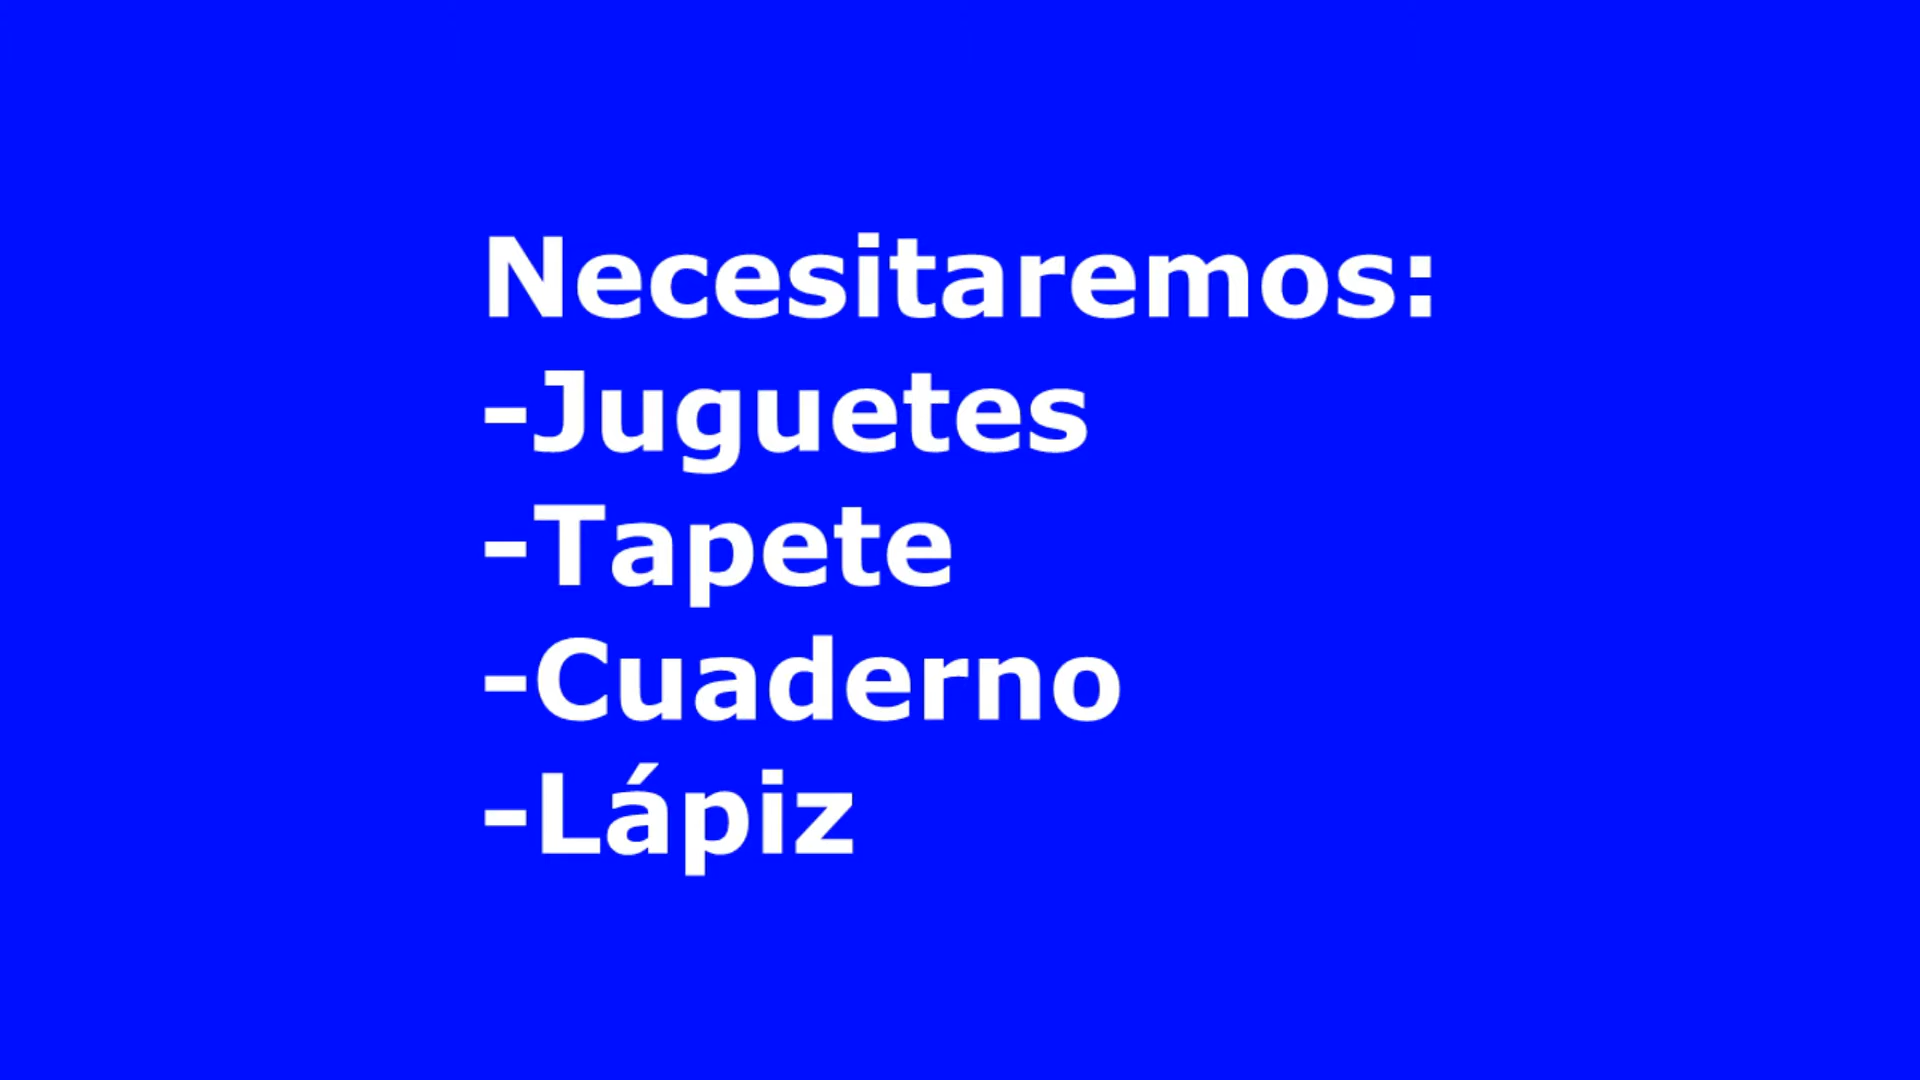 Necesitaremos:
-Juguetes
-Tapete
-Cuaderno
-Lápiz